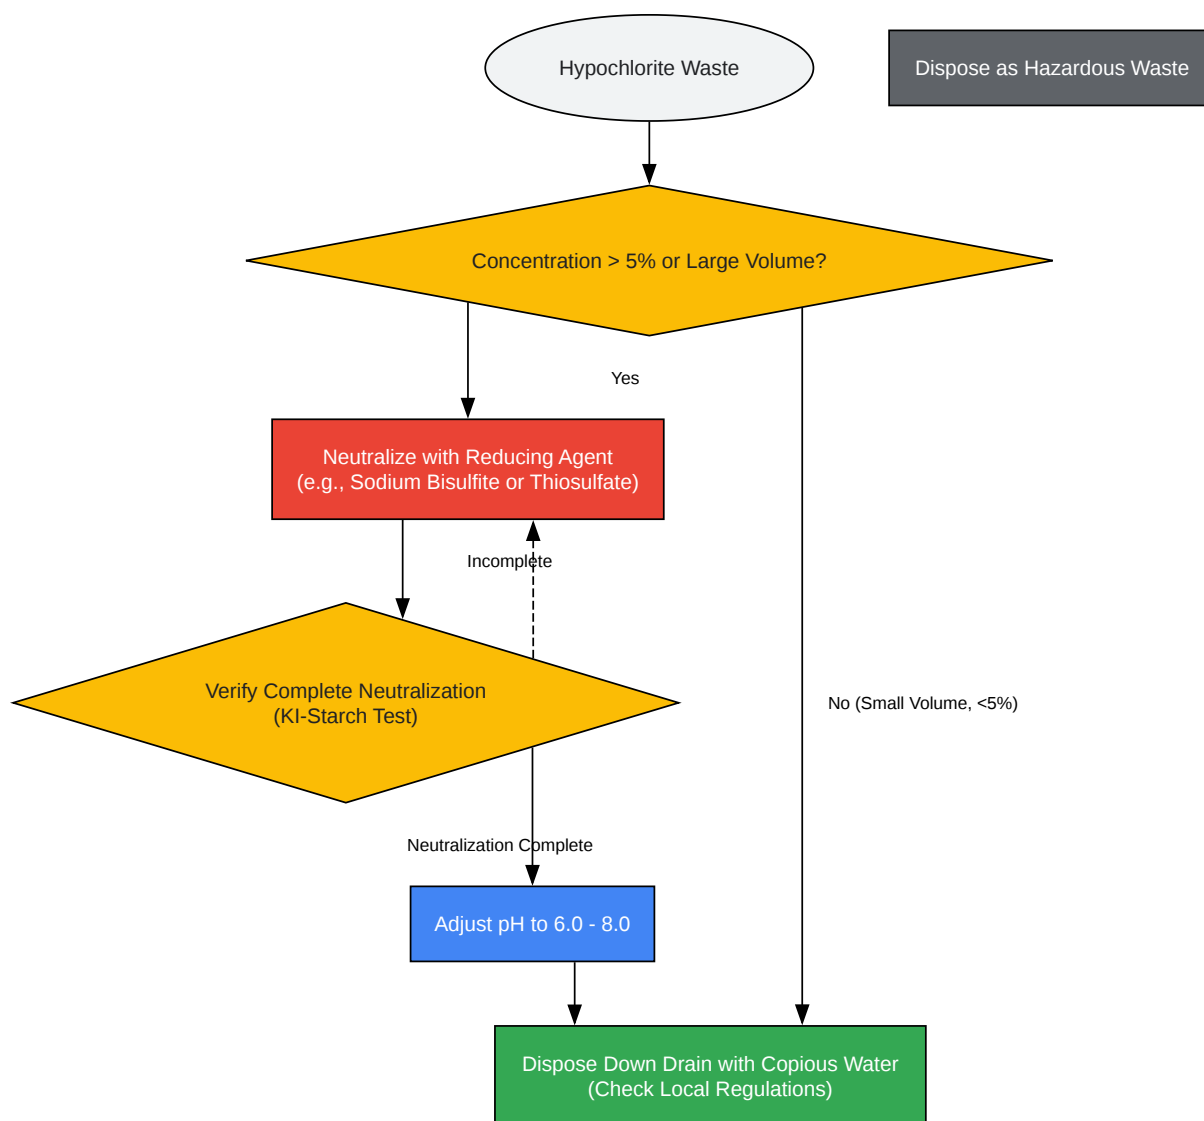 Hypochlorite Waste
Dispose as Hazardous Waste
Concentration > 5% or Large Volume?
Yes
Neutralize with Reducing Agent
(e.g., Sodium Bisulfite or Thiosulfate)
Incomplete
Verify Complete Neutralization
(KI-Starch Test)
No (Small Volume, <5%)
Neutralization Complete
Adjust pH to 6.0 - 8.0
Dispose Down Drain with Copious Water
(Check Local Regulations)